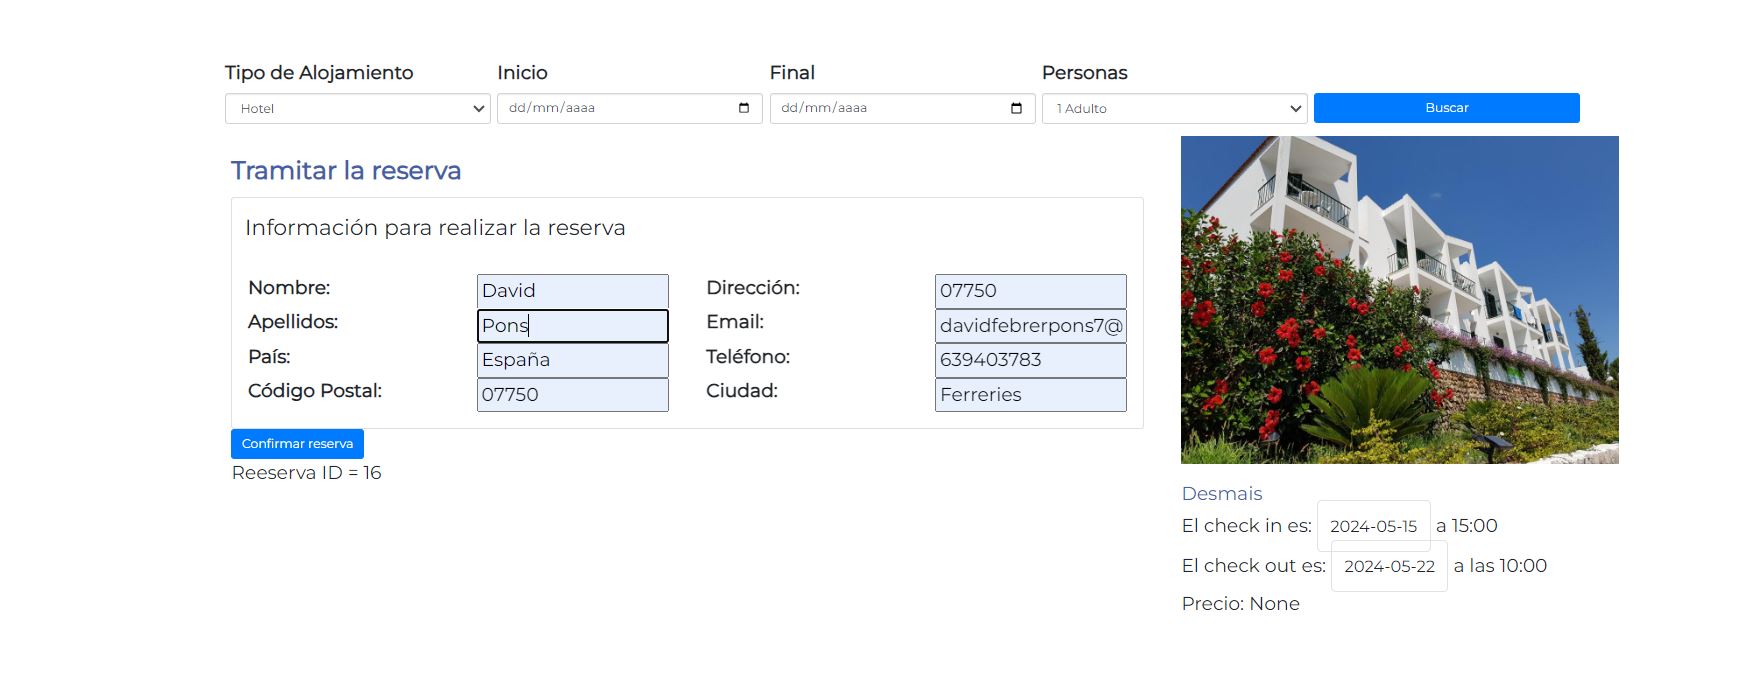 Tipo de Alojamiento Inicio Final Personas
Hotel dd/mm/aaaa dd/mm/aaaa 1 Adulto Buscar
Tramitar la reserva
Información para realizar la reserva
Nombre: David Dirección: 07750
Apellidos: Pons Email: davidfebrerpons7@
País: España Teléfono: 639403783
Código Postal: 07750 Ciudad: Ferreries
Confirmar reserva
Reeserva ID = 16
Desmais
El check in es: 2024-05-15 a 15:00
El check out es: 2024-05-22 a las 10:00
Precio: None